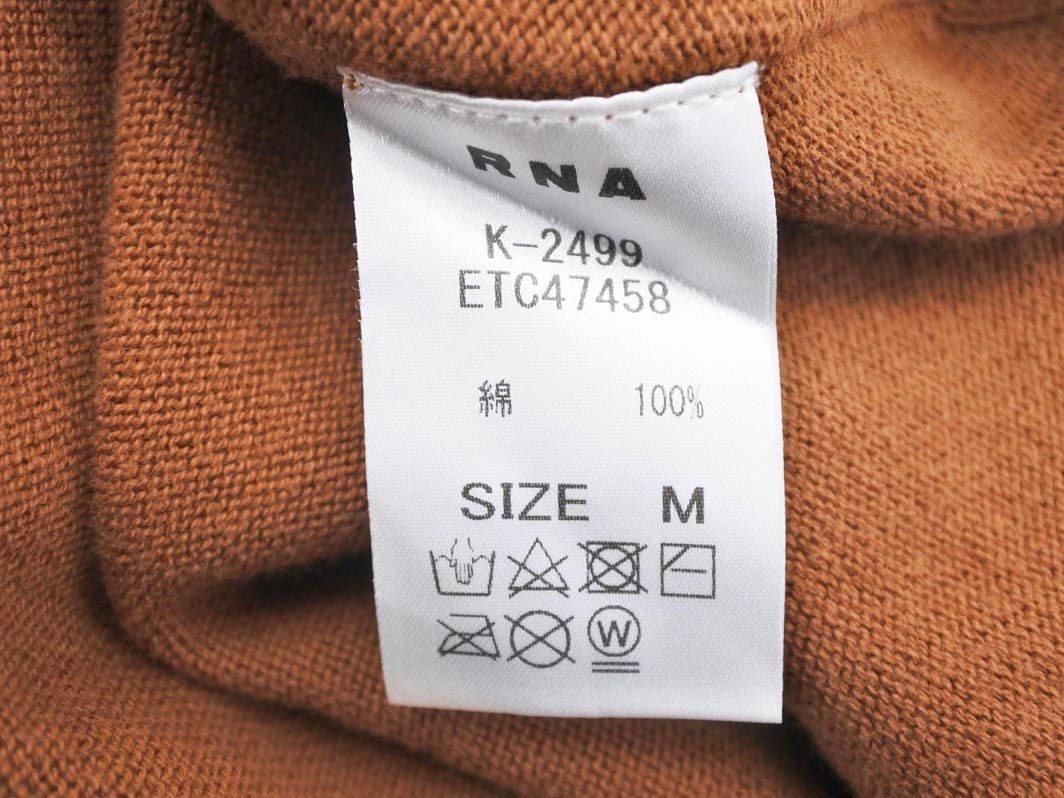 RNA
K-2499
ETC47458
綿 100%
SIZE M
W